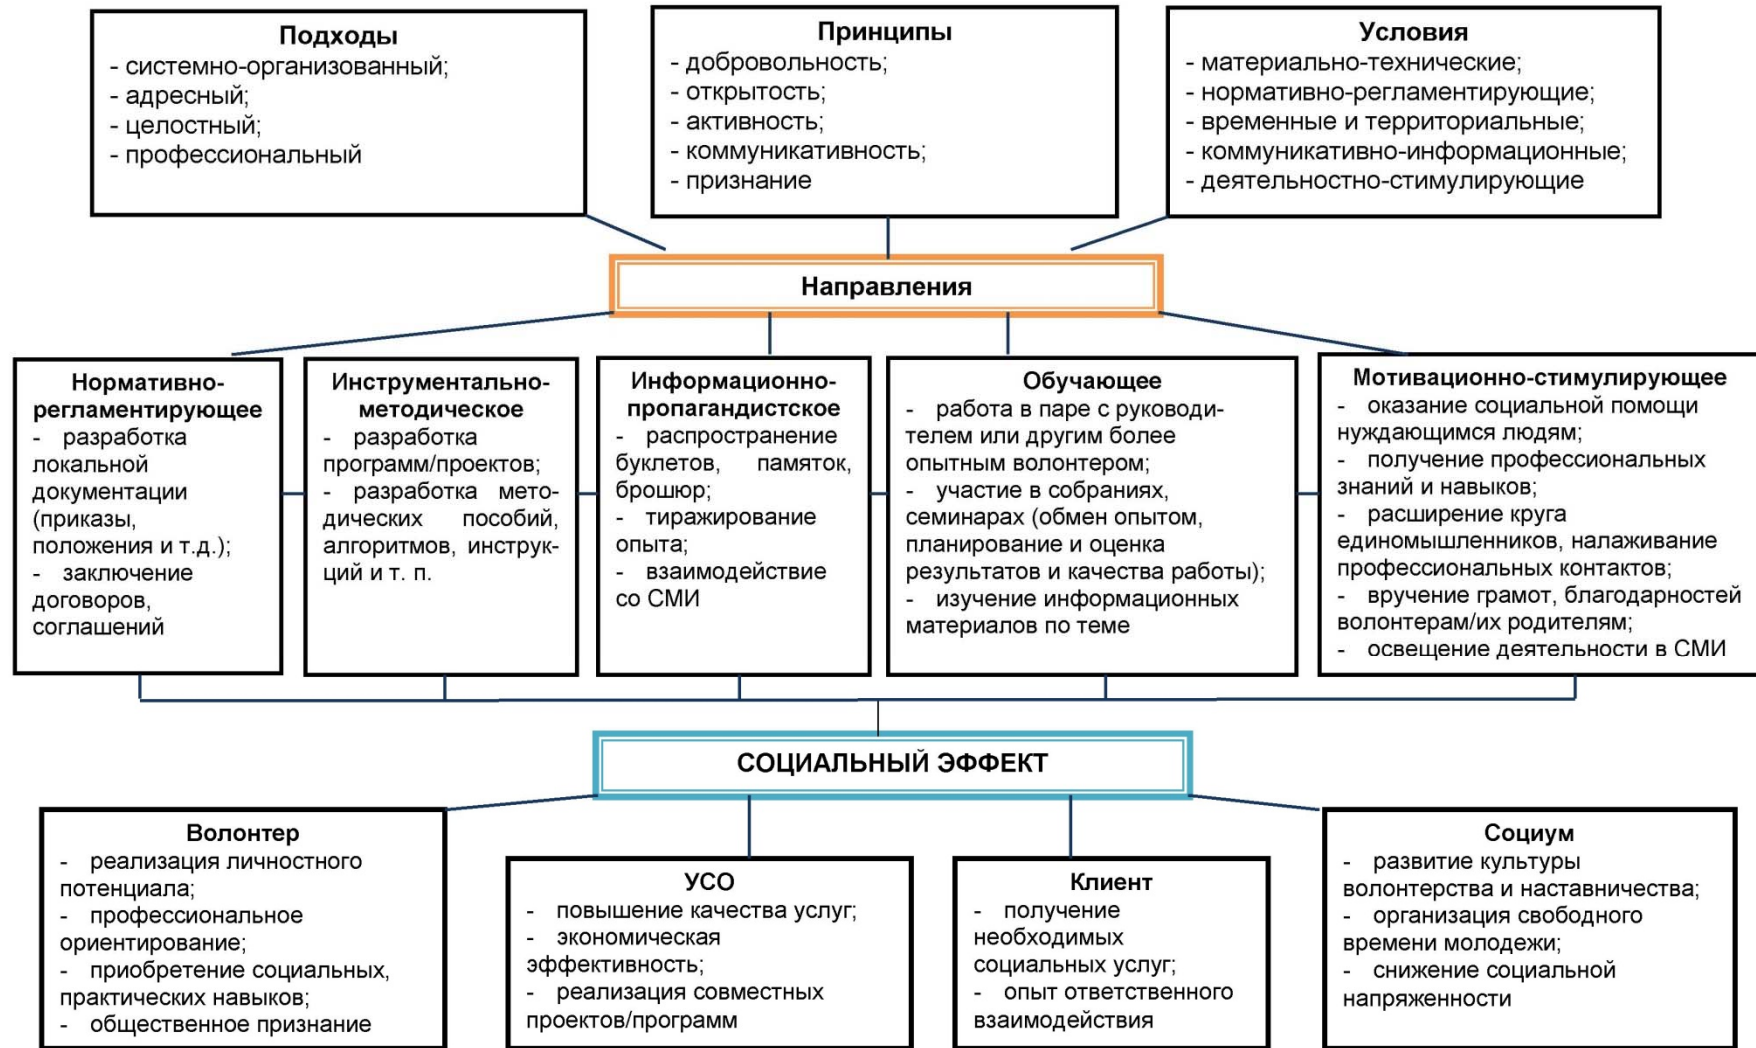 Подходы
- системно-организованный;
- адресный;
- целостный;
- профессиональный
Принципы
- добровольность;
- открытость;
- активность;
- коммуникативность;
- признание
Условия
- материально-технические;
- нормативно-регламентирующие;
- временные и территориальные;
- коммуникативно-информационные;
- деятельностно-стимулирующие
Направления
Нормативно-
регламентирующее
- разработка
локальной
документации
(приказы,
положения и т.д.);
- заключение
договоров,
соглашений
Инструментально-
методическое
- разработка
программ/проектов;
- разработка мето-
дических пособий,
алгоритмов, инструк-
ций и т. п.
Информационно-
пропагандистское
- распространение
буклетов, памяток,
брошюр;
- тиражирование
опыта;
- взаимодействие
со СМИ
Обучающее
- работа в паре с руководи-
телем или другим более
опытным волонтером;
- участие в собраниях,
семинарах (обмен опытом,
планирование и оценка
результатов и качества работы);
- изучение информационных
материалов по теме
Мотивационно-стимулирующее
- оказание социальной помощи
нуждающимся людям;
- получение профессиональных
знаний и навыков;
- расширение круга
единомышленников, налаживание
профессиональных контактов;
- вручение грамот, благодарностей
волонтерам/их родителям;
- освещение деятельности в СМИ
СОЦИАЛЬНЫЙ ЭФФЕКТ
Волонтер
- реализация личностного
потенциала;
- профессиональное
ориентирование;
- приобретение социальных,
практических навыков;
- общественное признание
УСО
- повышение качества услуг;
- экономическая
эффективность;
- реализация совместных
проектов/программ
Клиент
- получение
необходимых
социальных услуг;
- опыт ответственного
взаимодействия
Социум
- развитие культуры
волонтерства и наставничества;
- организация свободного
времени молодежи;
- снижение социальной
напряженности